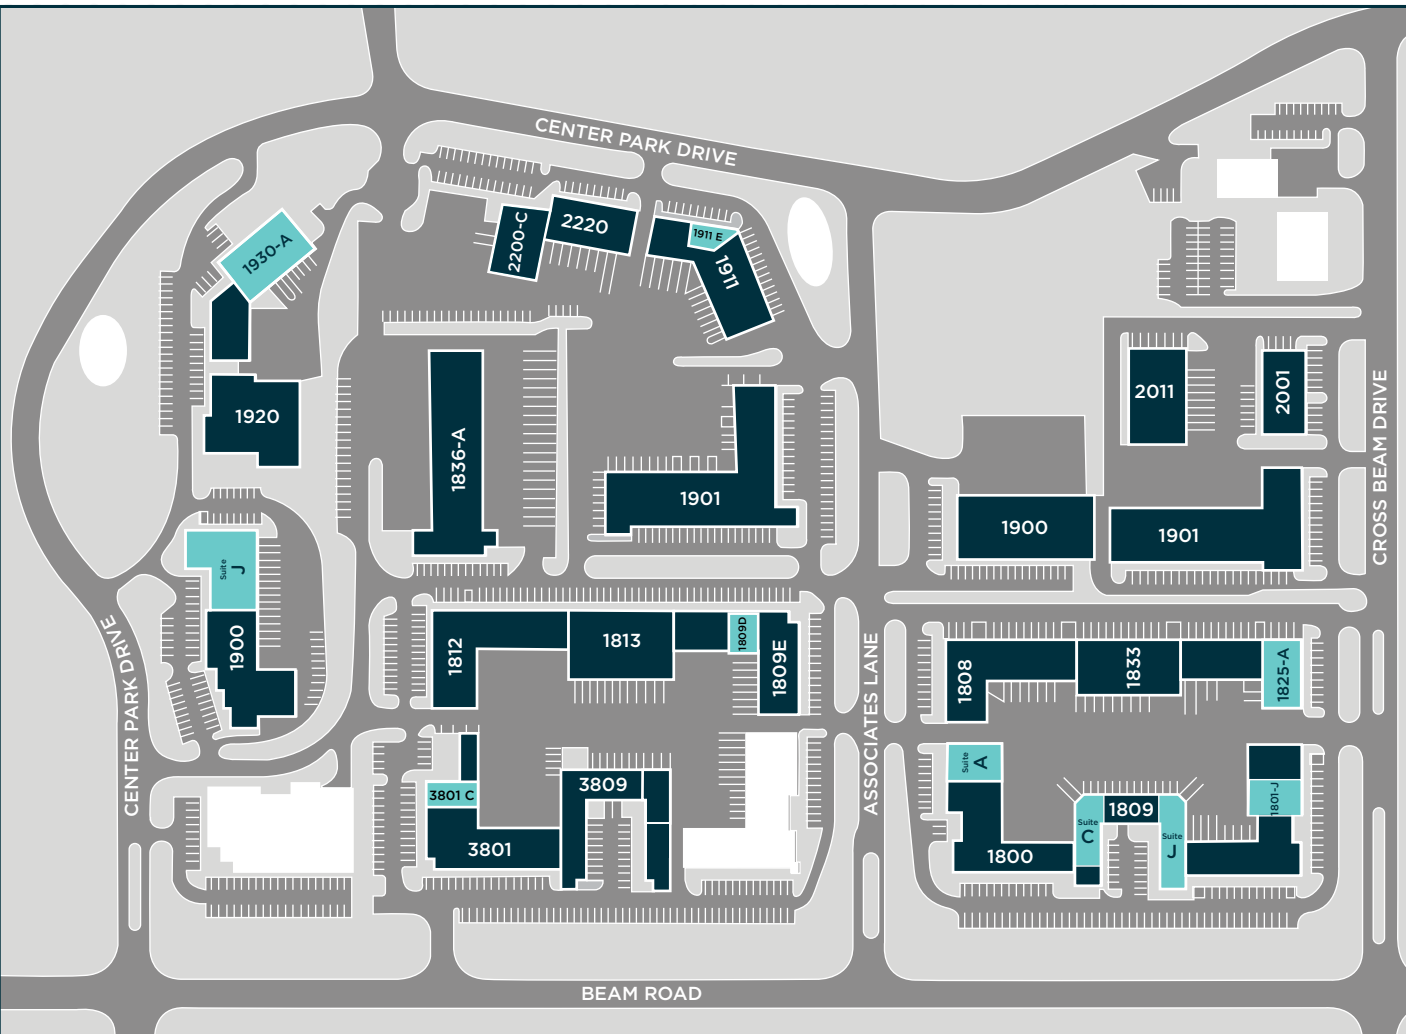 CENTER PARK DRIVE
2200-C
2220
1911 E
1911
1930-A
1920
1836-A
1901
2011
2001
CROSS BEAM DRIVE
1900
1901
Suite
J
1900
CENTER PARK DRIVE
1812
1813
1809D
1809E
ASSOCIATES LANE
1808
1833
1825-A
3801 C
3801
3809
Suite
A
1800
Suite
C
1809
Suite
J
1801-J
BEAM ROAD